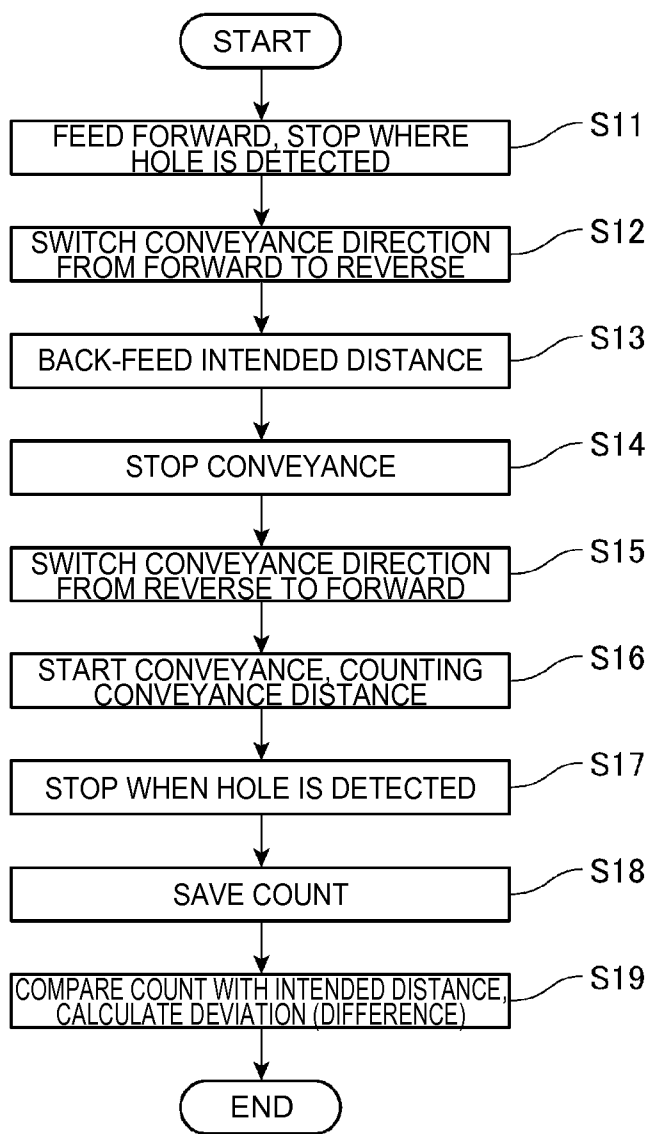 START
FEED FORWARD, STOP WHERE
HOLE IS DETECTED
S11
SWITCH CONVEYANCE DIRECTION
FROM FORWARD TO REVERSE
S12
BACK-FEED INTENDED DISTANCE
S13
STOP CONVEYANCE
S14
SWITCH CONVEYANCE DIRECTION
FROM REVERSE TO FORWARD
S15
START CONVEYANCE, COUNTING
CONVEYANCE DISTANCE
S16
STOP WHEN HOLE IS DETECTED
S17
SAVE COUNT
S18
COMPARE COUNT WITH INTENDED DISTANCE,
CALCULATE DEVIATION (DIFFERENCE)
S19
END